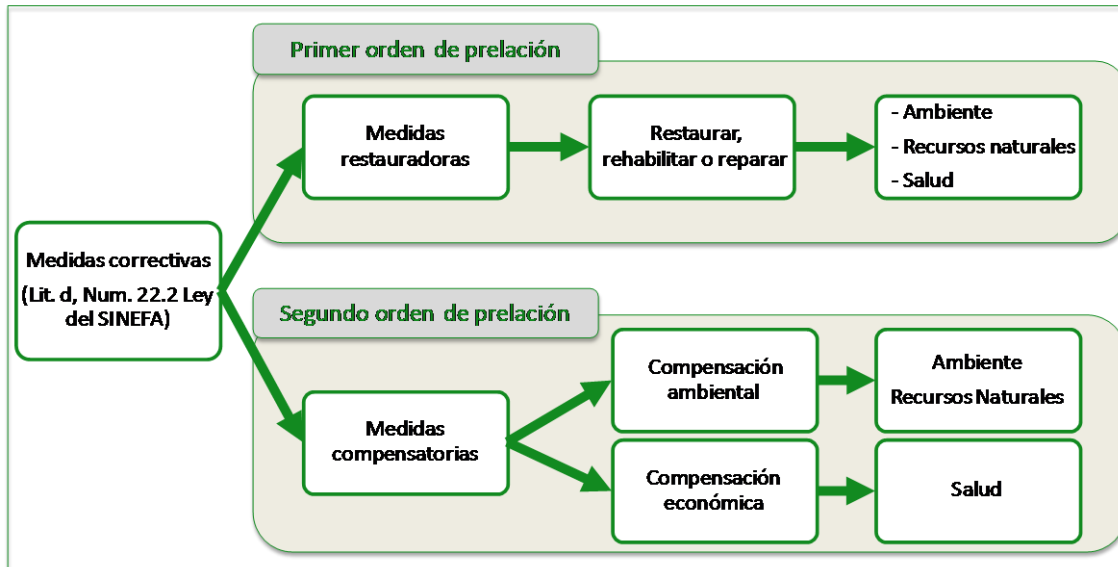 Primer orden de prelación
Medidas
restauradoras
Restaurar,
rehabilitar o reparar
- Ambiente
- Recursos naturales
- Salud
Medidas correctivas
(Lit. d, Num. 22.2 Ley
del SINEFA)
Segundo orden de prelación
Medidas
compensatorias
Compensación
ambiental
Ambiente
Recursos Naturales
Compensación
económica
Salud